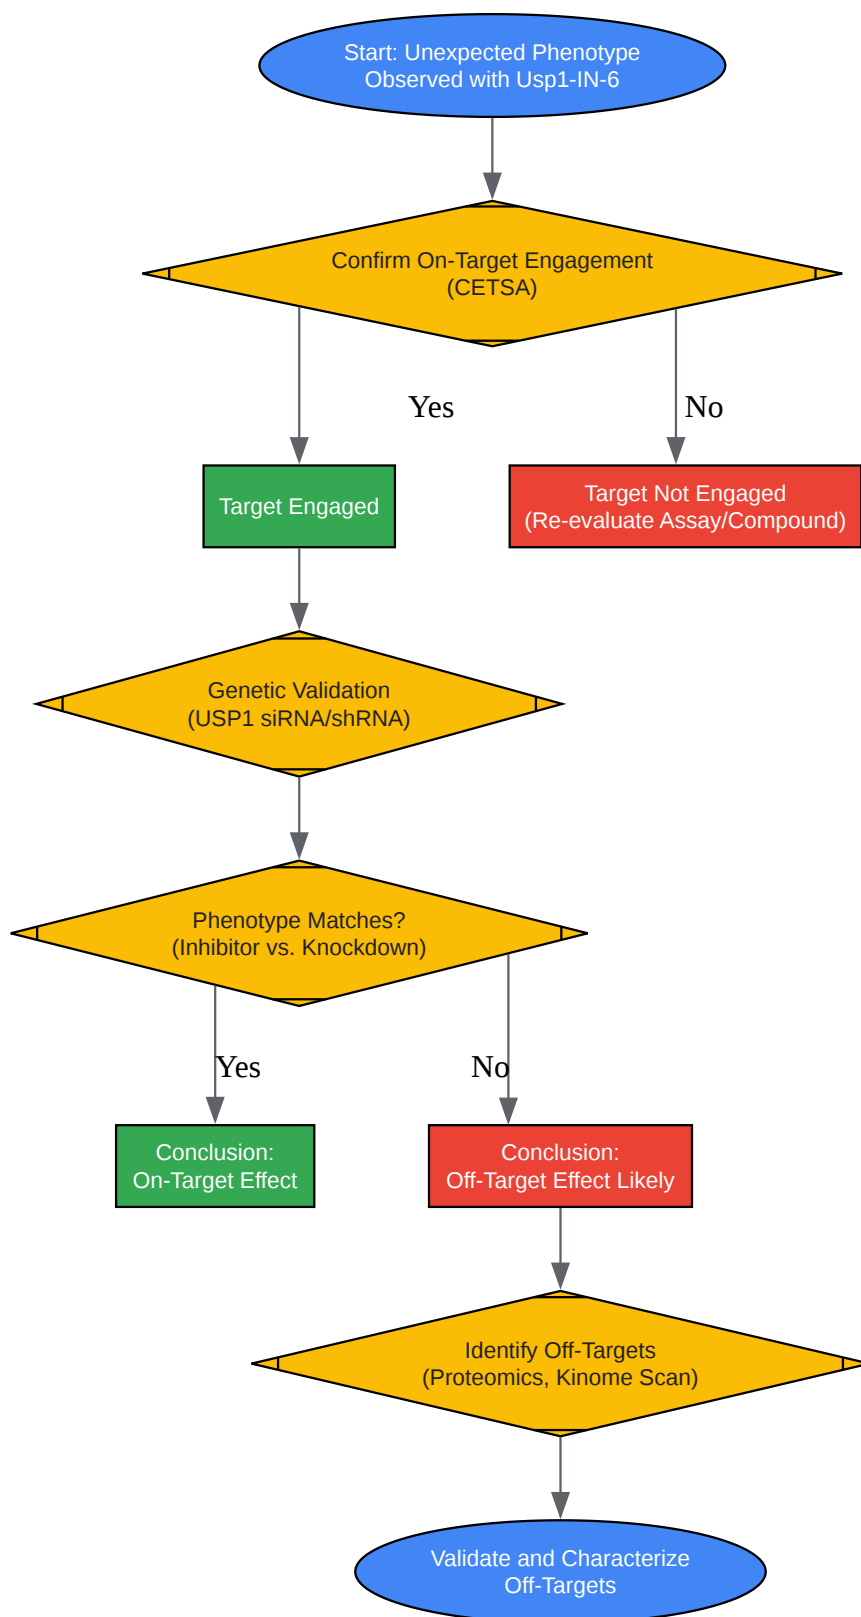 Start: Unexpected Phenotype
Observed with Usp1-IN-6
Confirm On-Target Engagement
(CETSA)
Yes
No
Target Engaged
Target Not Engaged
(Re-evaluate Assay/Compound)
Genetic Validation
(USP1 siRNA/shRNA)
Phenotype Matches?
(Inhibitor vs. Knockdown)
Yes
No
Conclusion:
On-Target Effect
Conclusion:
Off-Target Effect Likely
Identify Off-Targets
(Proteomics, Kinome Scan)
Validate and Characterize
Off-Targets